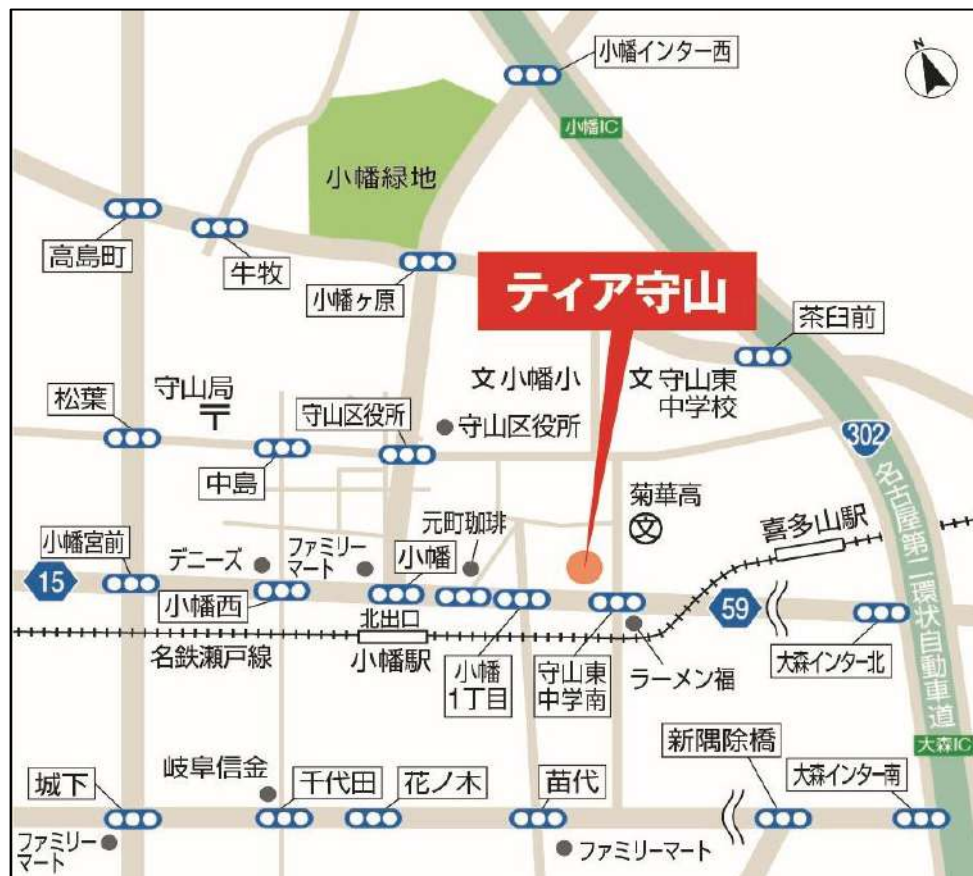 小幡インター西
N
小幡IC
小幡緑地
高島町
牛牧
小幡ヶ原
ティア守山
茶臼前
文 小幡小
文 守山東
中学校
松葉
守山局
〒
守山区役所
守山区役所
中島
302
菊華高
文
元町珈琲
喜多山駅
名古屋第二環状自動車道
小幡宮前
デニーズ
ファミリー
マート
小幡
15
小幡西
北出口
59
名鉄瀬戸線
小幡駅
小幡
1丁目
守山東
中学南
ラーメン福
大森インター北
大森IC
岐阜信金
新隅除橋
城下
千代田
花ノ木
苗代
大森インター南
ファミリー
マート
ファミリーマート